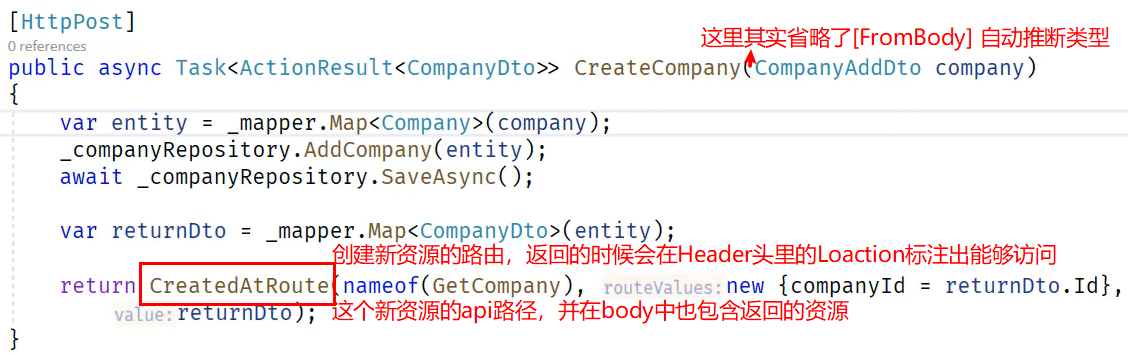 [HttpPost]
0 references
这里其实省略了[FromBody] 自动推断类型
public async Task<ActionResult<CompanyDto>> CreateCompany(CompanyAddDto company)
{
var entity = _mapper.Map<Company>(company);
_companyRepository.AddCompany(entity);
await _companyRepository.SaveAsync();
var returnDto = _mapper.Map<CompanyDto>(entity);
创建新资源的路由，返回的时候会在Header头里的Loaction标注出能够访问
return CreatedAtRoute(nameof(GetCompany), routeValues: new {companyId = returnDto.Id},
value: returnDto); 这个新资源的api路径，并在body中也包含返回的资源
}